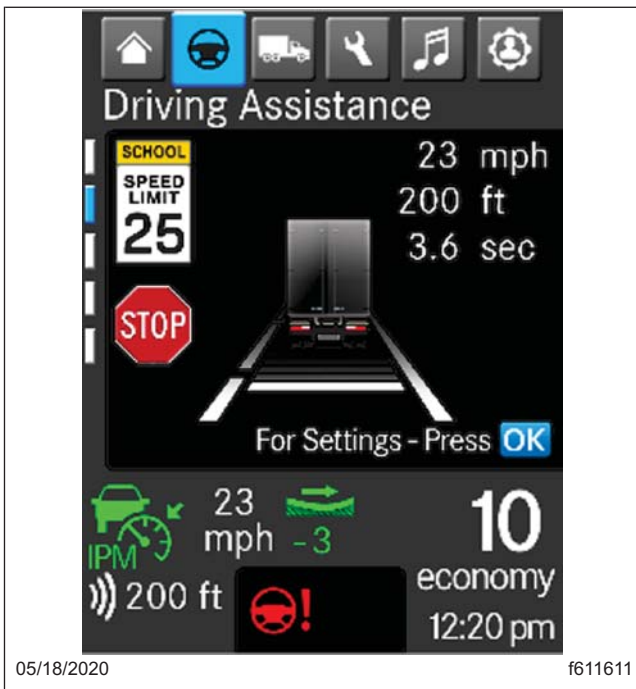 Driving Assistance
SCHOOL
SPEED
LIMIT
25
23 mph
200 ft
3.6 sec
STOP
For Settings - Press OK
IPM
23
mph
-3
200 ft
!
10
economy
12:20 pm
05/18/2020
f611611